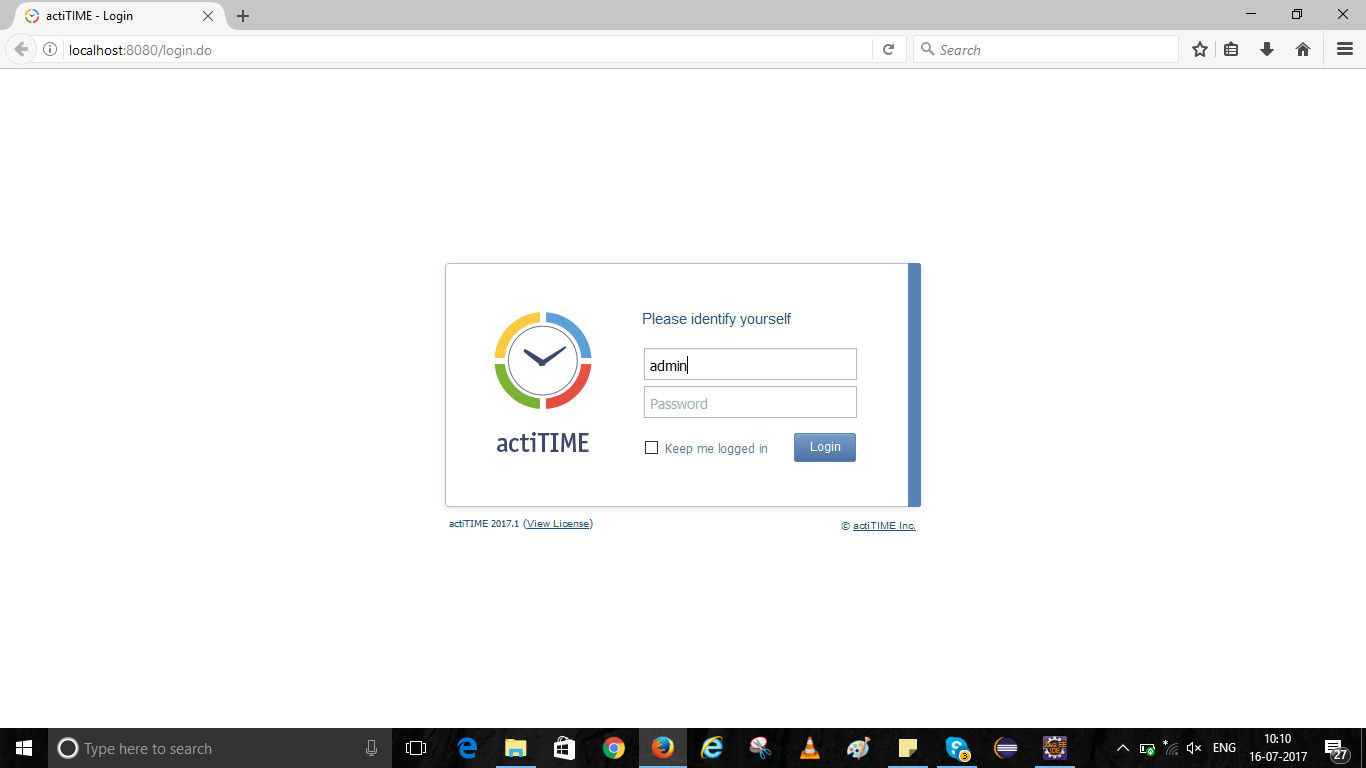 actiTIME - Login
localhost:8080/login.do
Search
Please identify yourself
admin
Password
actiTIME
Keep me logged in
Login
actiTIME 2017.1 (View License)
© actiTIME Inc.
Type here to search
3
ENG
10:10
16-07-2017
27